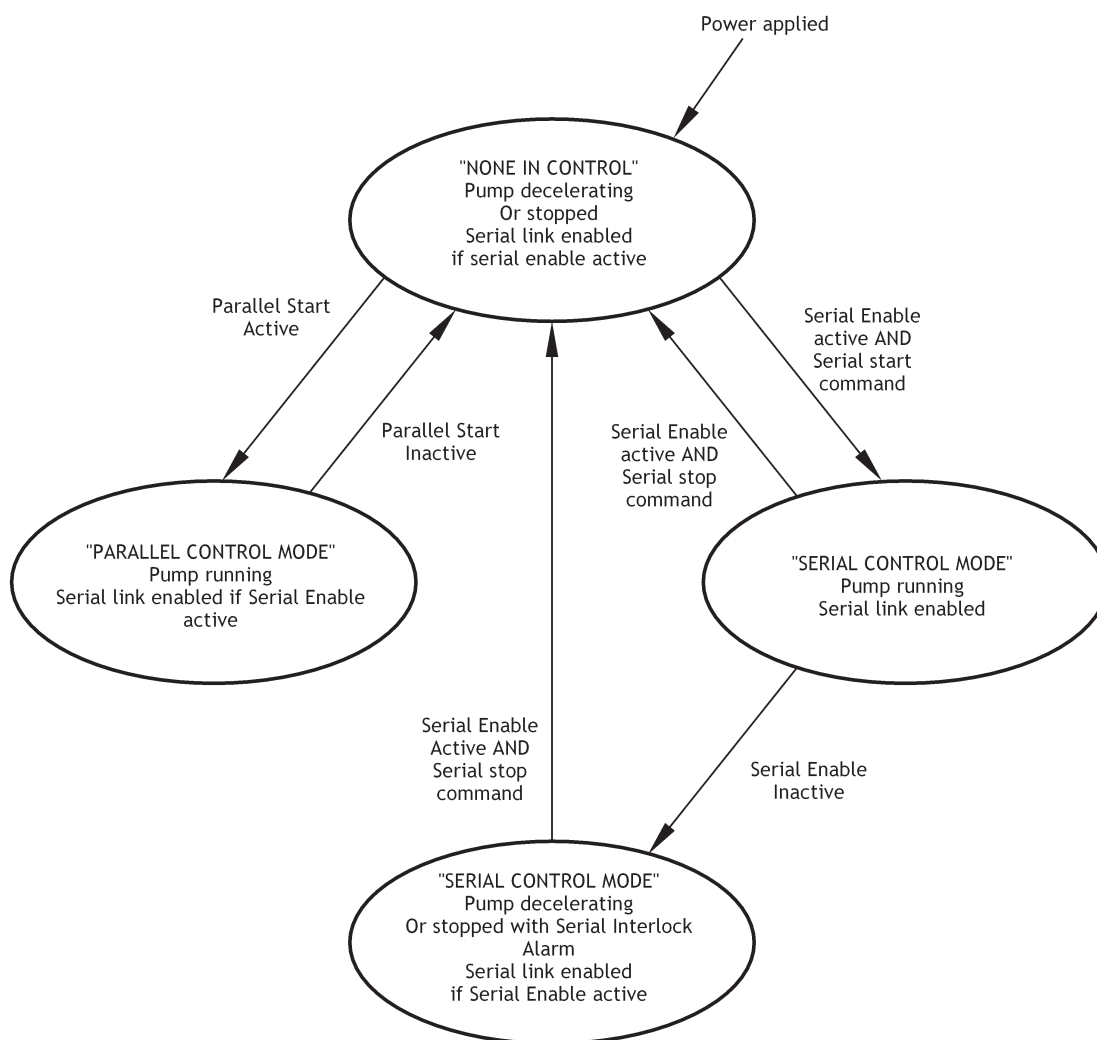 Power applied
"NONE IN CONTROL"
Pump decelerating
Or stopped
Serial link enabled
if serial enable active
Parallel Start
Active
Serial Enable
active AND
Serial start
command
Parallel Start
Inactive
Serial Enable
active AND
Serial stop
command
"PARALLEL CONTROL MODE"
Pump running
Serial link enabled if Serial Enable
active
"SERIAL CONTROL MODE"
Pump running
Serial link enabled
Serial Enable
Active AND
Serial stop
command
Serial Enable
Inactive
"SERIAL CONTROL MODE"
Pump decelerating
Or stopped with Serial Interlock
Alarm
Serial link enabled
if Serial Enable active